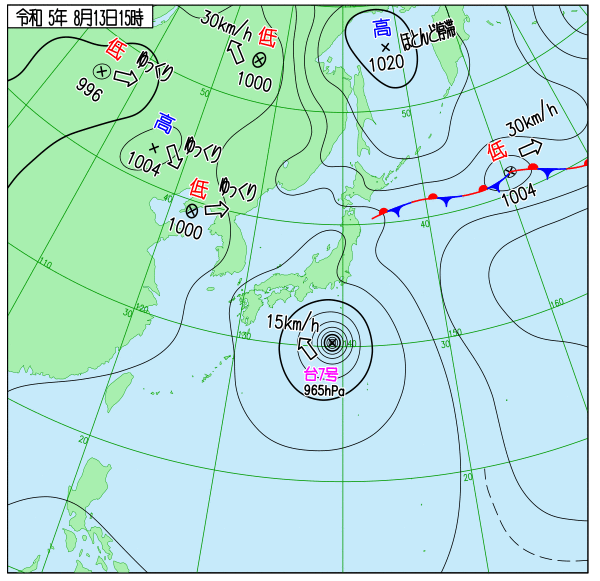 令和 5年 8月13日15時
低
ゆっくり
996
30km/h
低
1000
高
ほとんど停滞
1020
50
50
高
ゆっくり
1004
低
ゆっくり
1000
30km/h
低
1004
40
40
110
120
30
130
15km/h
140
台7号
965hPa
150
30
160
20
20